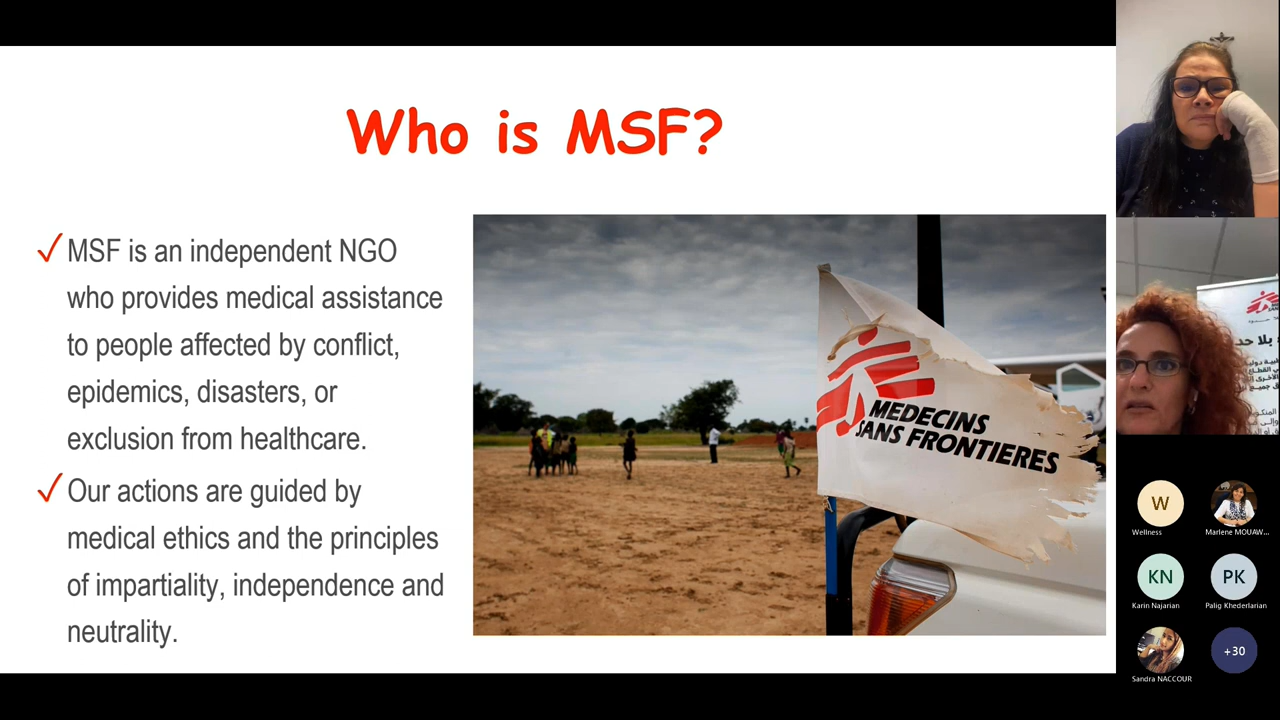 Who is MSF?
✓ MSF is an independent NGO
who provides medical assistance
to people affected by conflict,
epidemics, disasters, or
exclusion from healthcare.
✓ Our actions are guided by
medical ethics and the principles
of impartiality, independence and
neutrality.
MEDECINS
SANS FRONTIERES
بلا حد
W
Wellness
Marlene MOUAW...
KN
Karin Najarian
PK
Palig Khederlarian
Sandra NACCOUR
+30